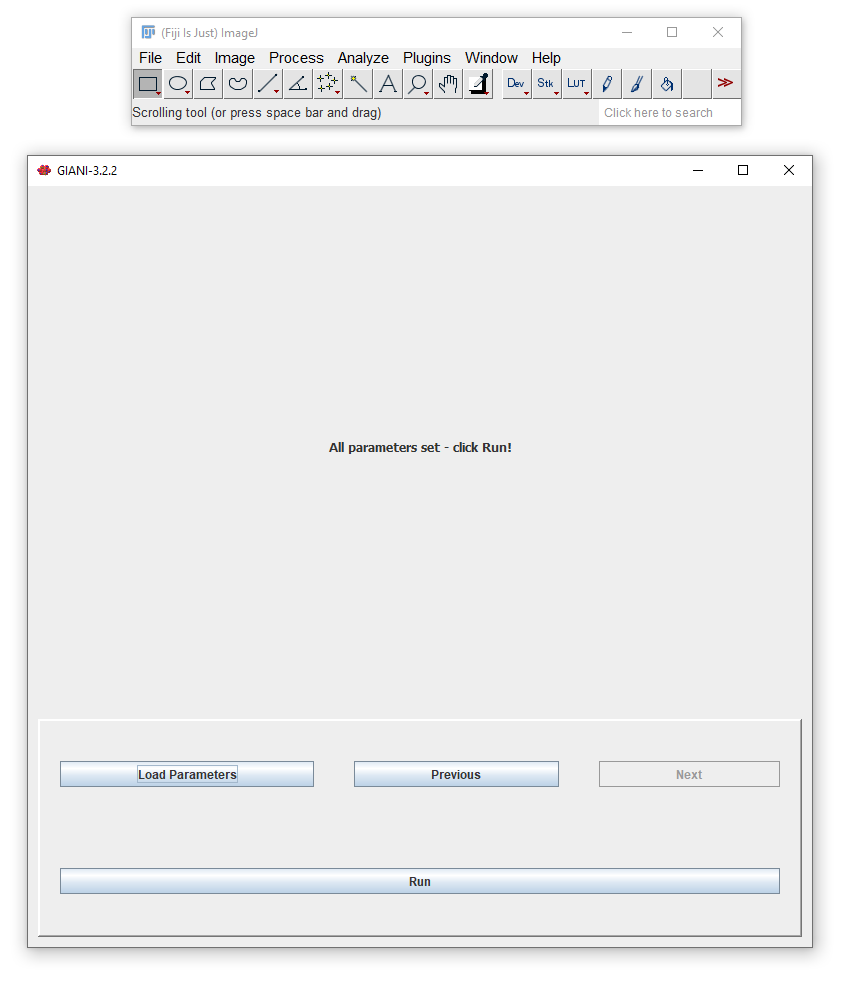 (Fiji Is Just) ImageJ
File Edit Image Process Analyze Plugins Window Help
A Dev Stk LUT >>
Scrolling tool (or press space bar and drag) Click here to search
GIANI-3.2.2
All parameters set - click Run!
Load Parameters Previous Next
Run